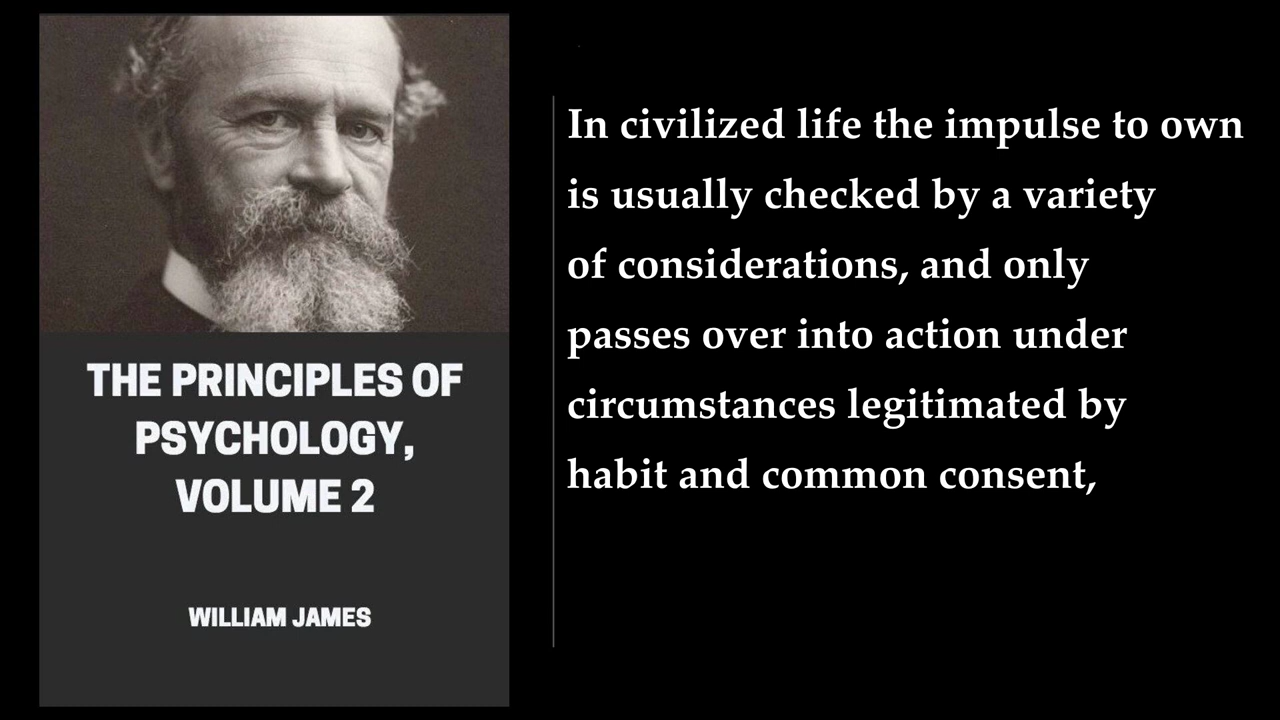 THE PRINCIPLES OF
PSYCHOLOGY,
VOLUME 2
WILLIAM JAMES
In civilized life the impulse to own
is usually checked by a variety
of considerations, and only
passes over into action under
circumstances legitimated by
habit and common consent,